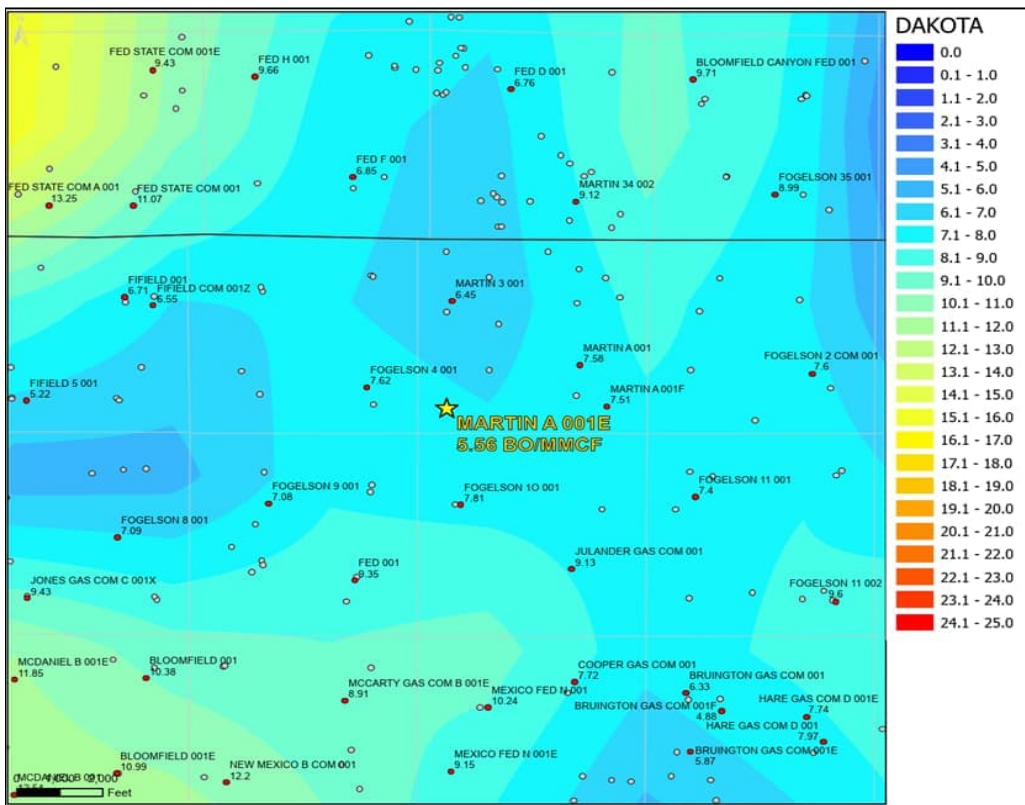 DAKOTA
0.0
0.1 - 1.0
1.1 - 2.0
2.1 - 3.0
3.1 - 4.0
4.1 - 5.0
5.1 - 6.0
6.1 - 7.0
7.1 - 8.0
8.1 - 9.0
9.1 - 10.0
10.1 - 11.0
11.1 - 12.0
12.1 - 13.0
13.1 - 14.0
14.1 - 15.0
15.1 - 16.0
16.1 - 17.0
17.1 - 18.0
18.1 - 19.0
19.1 - 20.0
20.1 - 21.0
21.1 - 22.0
22.1 - 23.0
23.1 - 24.0
24.1 - 25.0
FED STATE COM 001E
9.43
FED H 001
9.66
FED D 001
6.76
BLOOMFIELD CANYON FED 001
9.71
FED F 001
6.85
FED STATE COM A 001
13.25
FED STATE COM 001
11.07
MARTIN 34 002
9.12
FOGELSON 35 001
8.99
FIFIELD 001
6.71
FIFIELD COM 001Z
6.55
MARTIN 3 001
6.45
MARTIN A 001
7.58
FOGELSON 2 COM 001
7.6
FOGELSON 4 001
7.62
FIFIELD 5 001
5.22
MARTIN A 001F
7.51
MARTIN A 001E
5.56 BO/MMCF
FOGELSON 9 001
7.08
FOGELSON 1O 001
7.81
FOGELSON 11 001
7.4
FOGELSON 8 001
7.09
JULANDER GAS COM 001
9.13
FED 001
9.35
JONES GAS COM C 001X
9.43
FOGELSON 11 002
9.6
MCDANIEL B 001E
11.85
BLOOMFIELD 001
10.38
COOPER GAS COM 001
7.72
BRUINGTON GAS COM 001
6.33
MCCARTY GAS COM B 001E
8.91
MEXICO FED N 001
10.24
BRUINGTON GAS COM 001F
4.88
HARE GAS COM D 001E
7.74
HARE GAS COM D 001
7.97
BRUINGTON GAS COM 001E
5.87
BLOOMFIELD 001E
10.99
NEW MEXICO B COM 001
12.2
MEXICO FED N 001E
9.15
MCDANIEL B 001
0
Feet